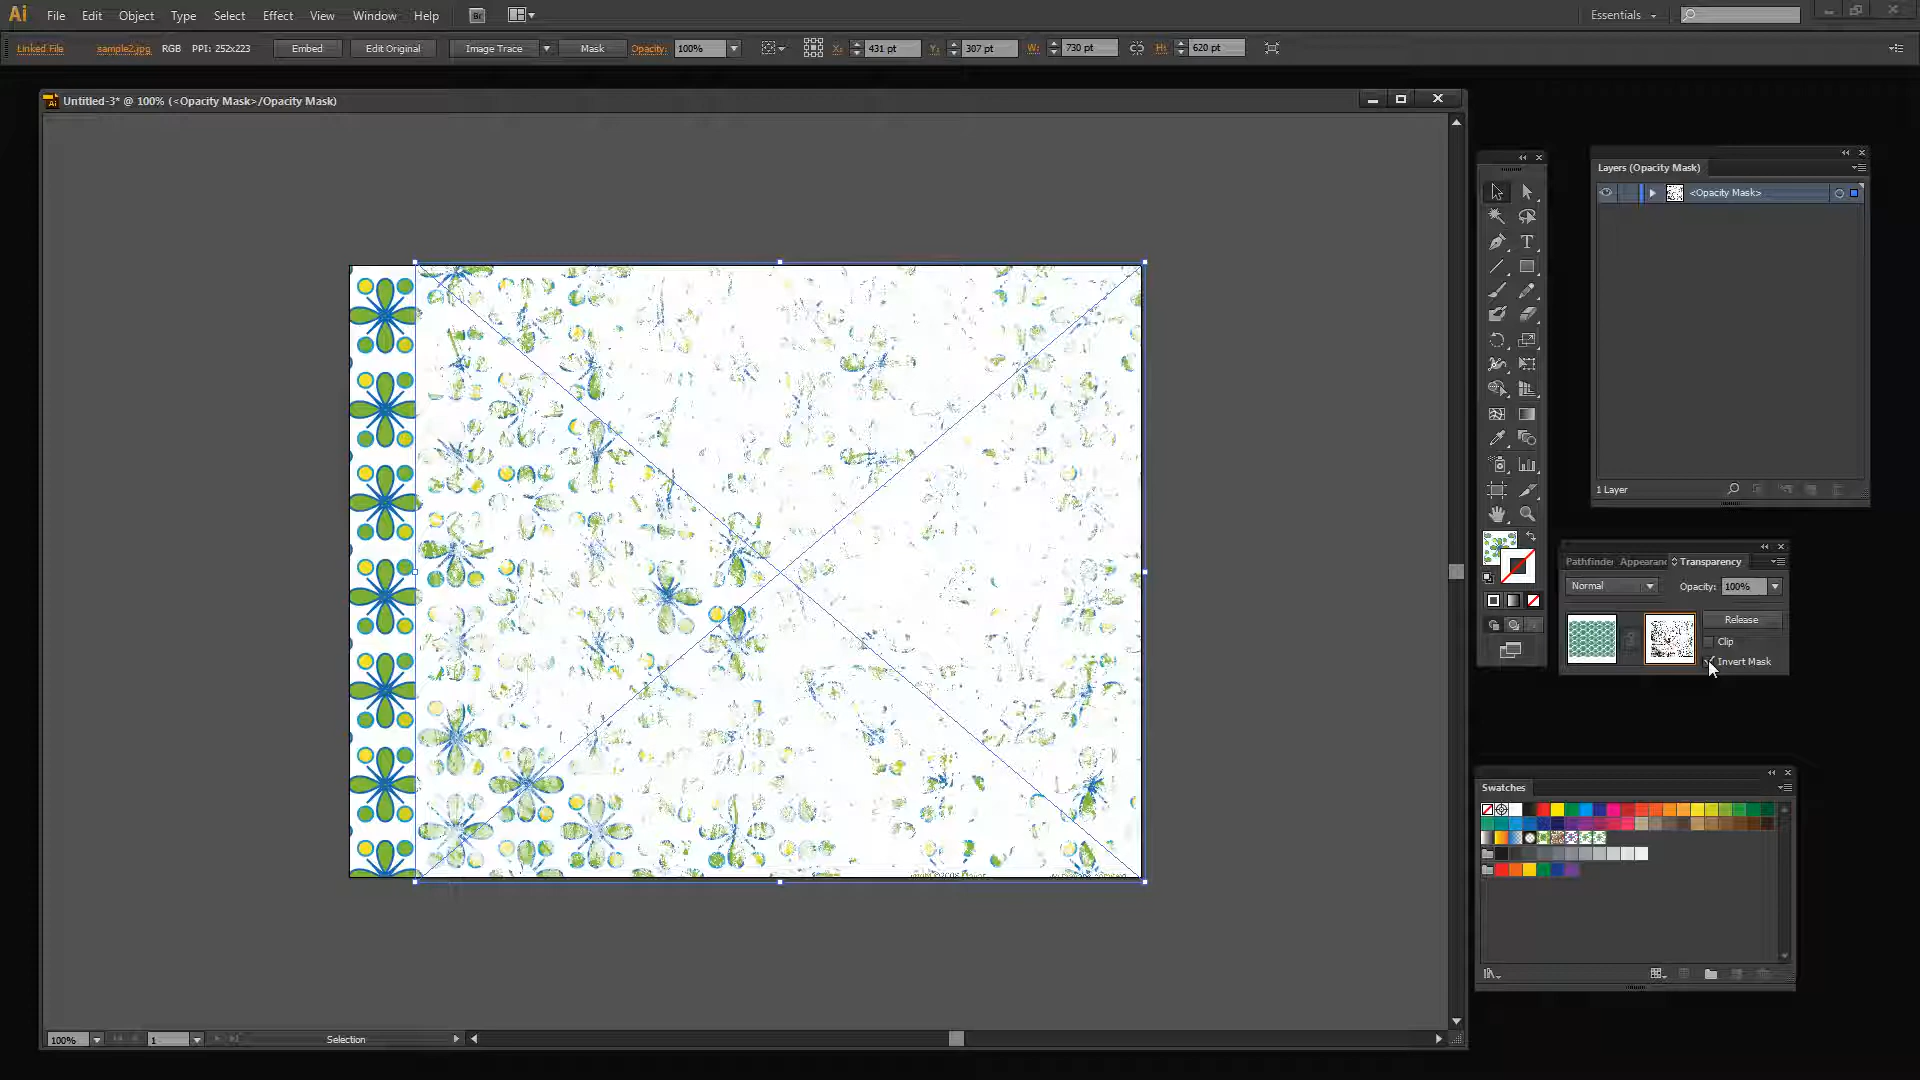 Ai File Edit Object Type Select Effect View Window Help Br Essentials
Linked File sample2.jpg RGB PPI: 252x223 Embed Edit Original Image Trace Mask Opacity: 100% X: 431 pt Y: 307 pt W: 730 pt H: 620 pt
Untitled-3* @ 100% (<Opacity Mask>/Opacity Mask)
Layers (Opacity Mask)
<Opacity Mask>
1 Layer
Pathfinder Appearanc Transparency
Normal Opacity: 100%
Release
Clip
Invert Mask
Swatches
100% 1 Selection